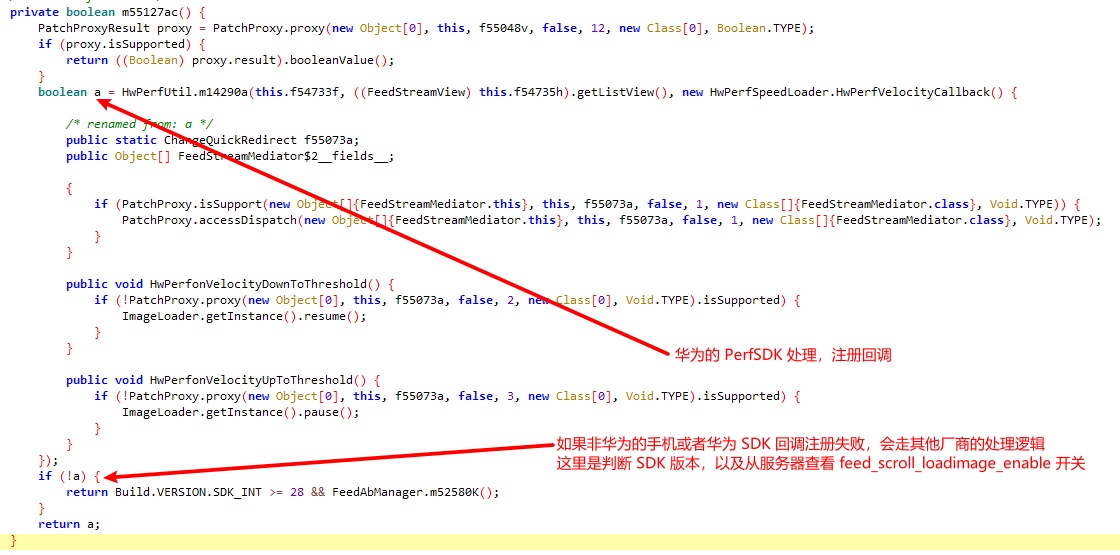 private boolean m55127ac() {
PatchProxyResult proxy = PatchProxy.proxy(new Object[0], this, f55048v, false, 12, new Class[0], Boolean.TYPE);
if (proxy.isSupported) {
return ((Boolean) proxy.result).booleanValue();
}
boolean a = HwPerfUtil.m14290a(this.f54733f, ((FeedStreamView) this.f54735h).getListView(), new HwPerfSpeedLoader.HwPerfVelocityCallback() {
/* renamed from: a */
public static ChangeQuickRedirect f55073a;
public Object[] FeedStreamMediator$2__fields__;
{
if (PatchProxy.isSupport(new Object[]{FeedStreamMediator.this}, this, f55073a, false, 1, new Class[]{FeedStreamMediator.class}, Void.TYPE)) {
PatchProxy.accessDispatch(new Object[]{FeedStreamMediator.this}, this, f55073a, false, 1, new Class[]{FeedStreamMediator.class}, Void.TYPE);
}
}
public void HwPerfonVelocityDownToThreshold() {
if (!PatchProxy.proxy(new Object[0], this, f55073a, false, 2, new Class[0], Void.TYPE).isSupported) {
ImageLoader.getInstance().resume();
}
}
华为的 PerfSDK 处理，注册回调
public void HwPerfonVelocityUpToThreshold() {
if (!PatchProxy.proxy(new Object[0], this, f55073a, false, 3, new Class[0], Void.TYPE).isSupported) {
ImageLoader.getInstance().pause();
}
}
如果非华为的手机或者华为 SDK 回调注册失败，会走其他厂商的处理逻辑
这里是判断 SDK 版本，以及从服务器查看 feed_scroll_loadimage_enable 开关
});
if (!a) {
return Build.VERSION.SDK_INT >= 28 && FeedAbManager.m52580K();
}
return a;
}